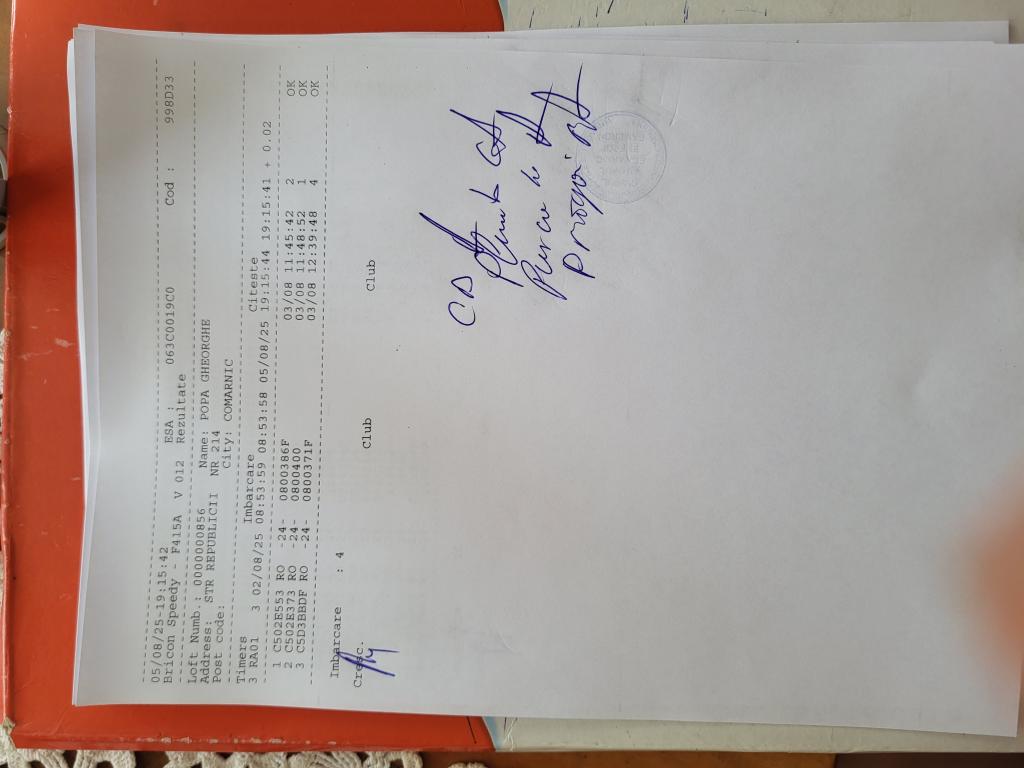 05/08/25-19:15:42
Bricon Speedy - F415A V 012 ESA : 063C0019C0 Cod : 998D33
Rezultate
Loft Numb.: 0000000856 Name: POPA GHEORGHE
Address: STR REPUBLICII NR 214
Post code: City: COMARNIC
Timers Imbarcare Citeste
3 RA01 3 02/08/25 08:53:59 08:53:58 05/08/25 19:15:44 19:15:41 + 0.02
1 C502E553 RO -24- 0800386F 03/08 11:45:42 2 OK
2 C502E373 RO -24- 0800400 03/08 11:48:52 1 OK
3 C5D3BBDF RO -24- 0800371F 03/08 12:39:48 4 OK
Imbarcare : 4
Cresc. Club Club